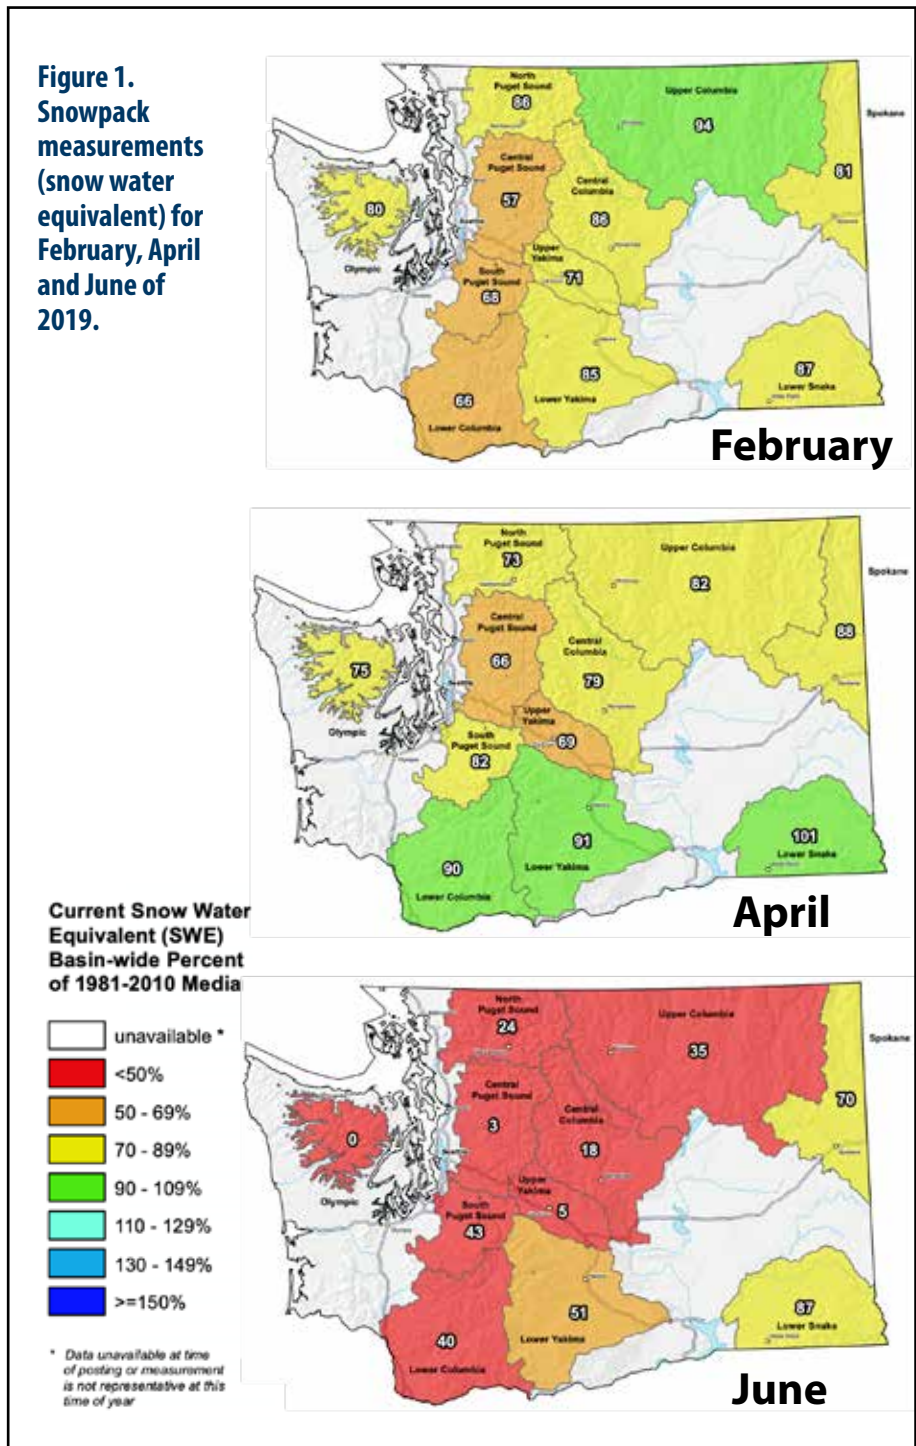 Figure 1.
Snowpack
measurements
(snow water
equivalent) for
February, April
and June of
2019.
North
Puget Sound
86
Upper Columbia
94
Spokane
81
Central
Puget Sound
57
Central
Columbia
86
80
Olympic
Seattle
Upper
Yakima
71
South
Puget Sound
68
85
Lower Yakima
87
Lower Snake
66
Lower Columbia
February
North
Puget Sound
73
Upper Columbia
82
Spokane
88
Central
Puget Sound
66
Central
Columbia
79
75
Olympic
Seattle
Upper
Yakima
69
South
Puget Sound
82
91
Lower Yakima
101
Lower Snake
90
Lower Columbia
April
Current Snow Water
Equivalent (SWE)
Basin-wide Percent
of 1981-2010 Media
unavailable *
<50%
50 - 69%
70 - 89%
90 - 109%
110 - 129%
130 - 149%
>=150%
* Data unavailable at time
of posting or measurement
is not representative at this
time of year
North
Puget Sound
24
Upper Columbia
35
Spokane
70
Central
Puget Sound
3
Central
Columbia
18
0
Olympic
Seattle
Upper
Yakima
5
South
Puget Sound
43
51
Lower Yakima
87
Lower Snake
40
Lower Columbia
June